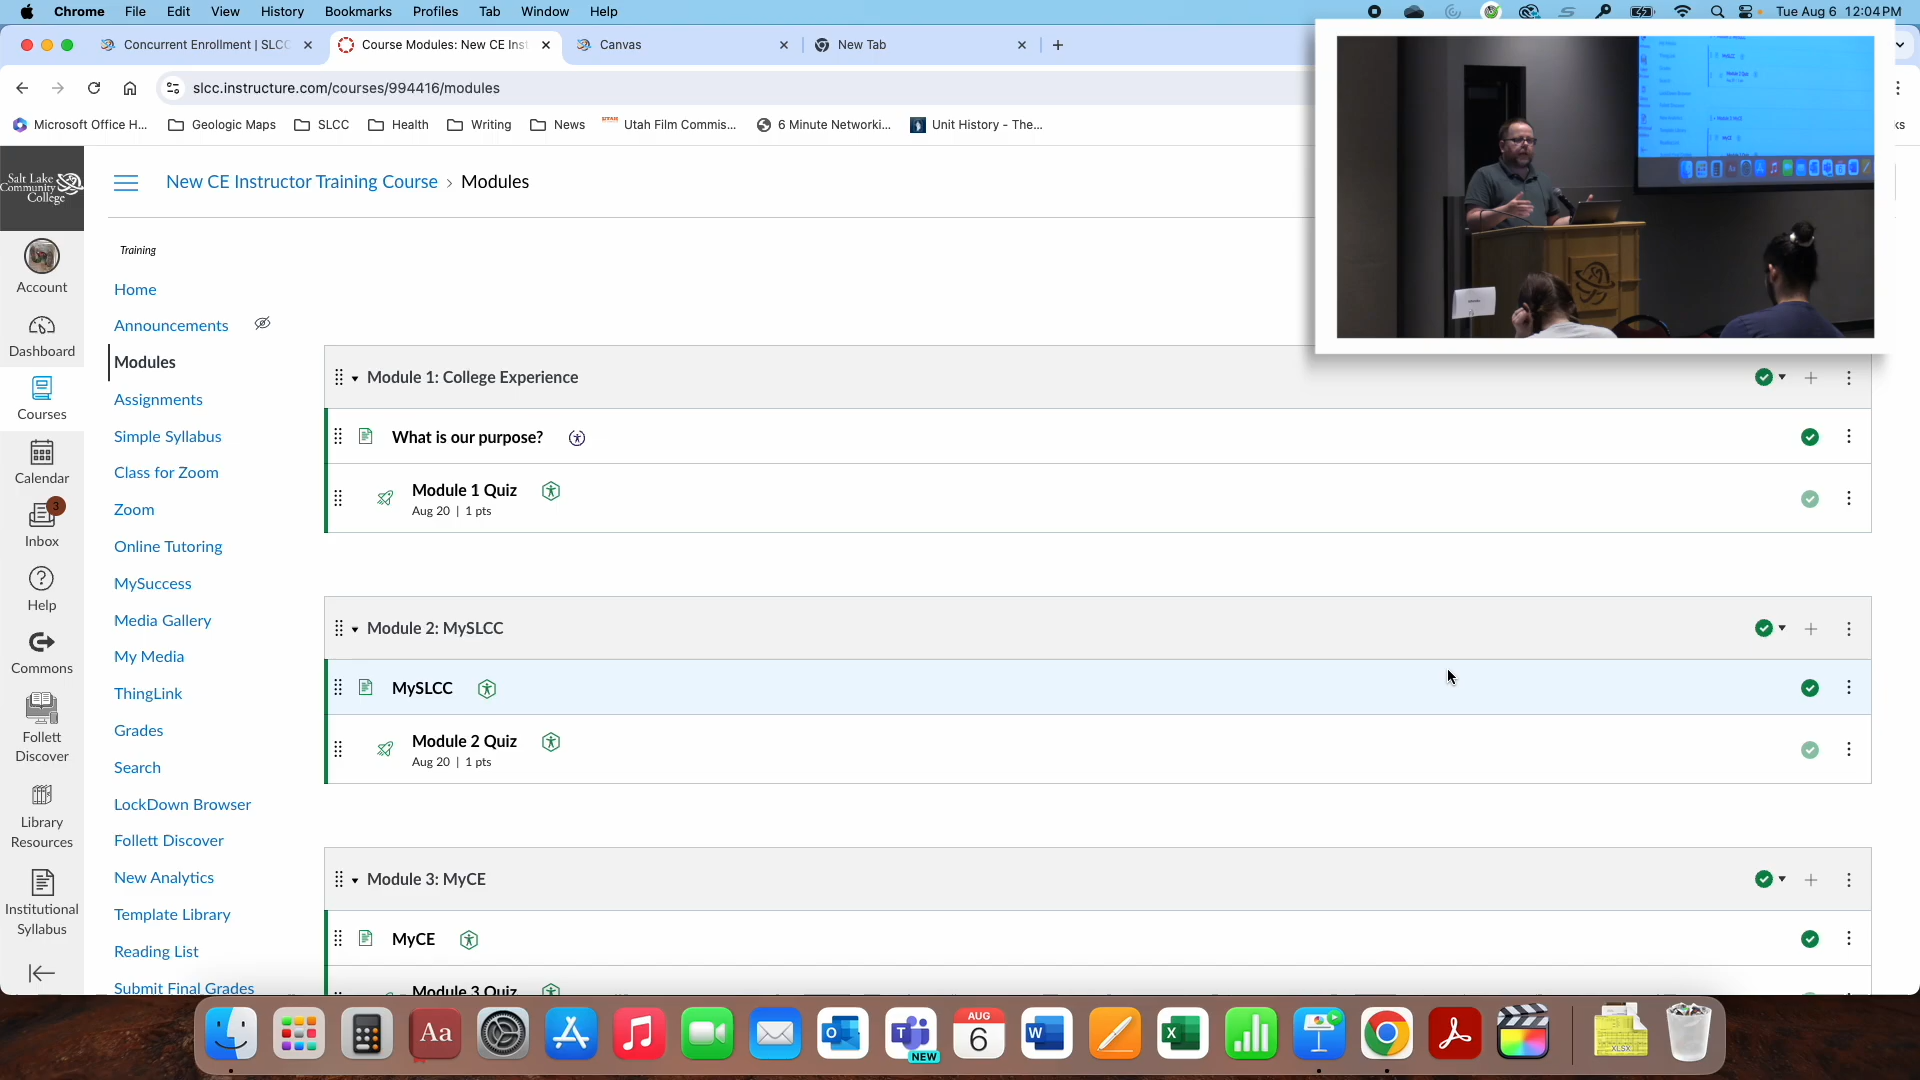 Chrome File Edit View History Bookmarks Profiles Tab Window Help
Tue Aug 6 12:04 PM
Concurrent Enrollment | SLCC
Course Modules: New CE Inst
Canvas
New Tab
slcc.instructure.com/courses/994416/modules
Microsoft Office H...
Geologic Maps
SLCC
Health
Writing
News
Utah Film Commis...
6 Minute Networki...
Unit History - The...
Salt Lake
Community
College
New CE Instructor Training Course › Modules
Account
Dashboard
Courses
Calendar
3
Inbox
Help
Commons
Follett
Discover
Library
Resources
Institutional
Syllabus
Training
Home
Announcements
Modules
Assignments
Simple Syllabus
Class for Zoom
Zoom
Online Tutoring
MySuccess
Media Gallery
My Media
ThingLink
Grades
Search
LockDown Browser
Follett Discover
New Analytics
Template Library
Reading List
Submit Final Grades
Module 1: College Experience
What is our purpose?
Module 1 Quiz
Aug 20 | 1 pts
Module 2: MySLCC
MySLCC
Module 2 Quiz
Aug 20 | 1 pts
Module 3: MyCE
MyCE
Module 3 Quiz
Aa
NEW
AUG
6
XLSX